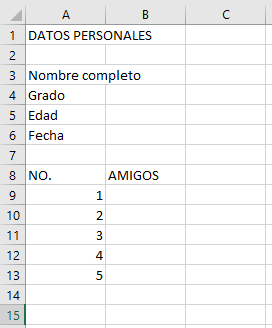 A B C
1 DATOS PERSONALES
2
3 Nombre completo
4 Grado
5 Edad
6 Fecha
7
8 NO. AMIGOS
9 1
10 2
11 3
12 4
13 5
14
15